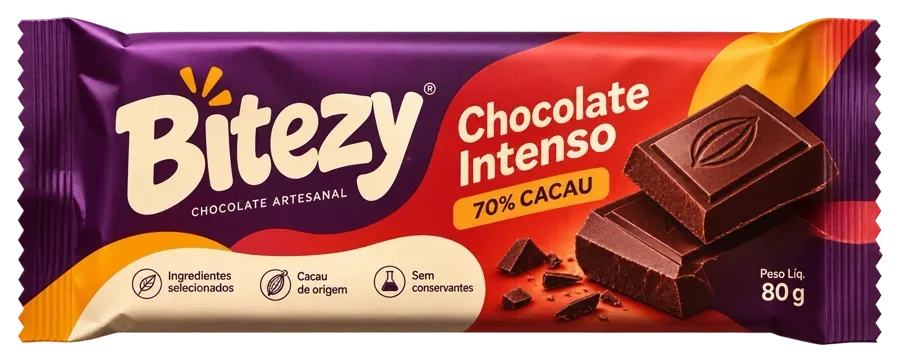 Bitezy®
CHOCOLATE ARTESANAL
Chocolate
Intenso
70% CACAU
Ingredientes
selecionados
Cacau
de origem
Sem
conservantes
Peso Líq.
80 g